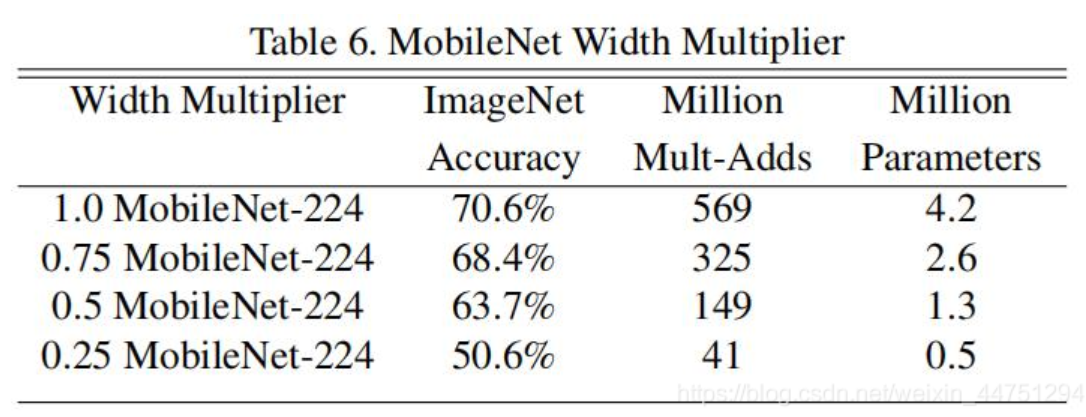 Table 6. MobileNet Width Multiplier
Width Multiplier ImageNet Million Million
Accuracy Mult-Adds Parameters
1.0 MobileNet-224 70.6% 569 4.2
0.75 MobileNet-224 68.4% 325 2.6
0.5 MobileNet-224 63.7% 149 1.3
0.25 MobileNet-224 50.6% 41 0.5
https://blog.csdn.net/weixin_44751294